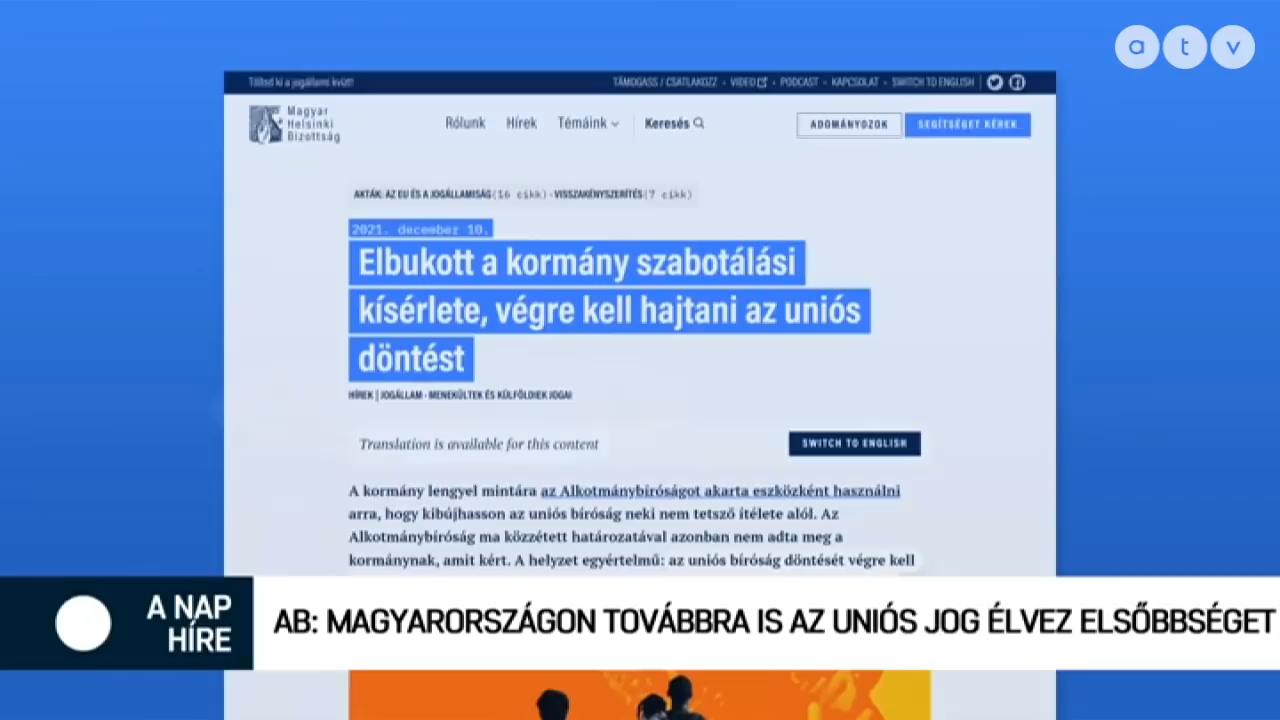 atv
Töltsd ki a jogállami kvízt!
TÁMOGASS / CSATLAKOZZ - VIDEÓ - PODCAST - KAPCSOLAT - SWITCH TO ENGLISH
Magyar
Helsinki
Bizottság
Rólunk Hírek Témáink Keresés
ADOMÁNYOZOK SEGÍTSÉGET KÉREK
AKTÁK: AZ EU ÉS A JOGÁLLAMISÁG (16 cikk) - VISSZAKÉNYSZERÍTÉS (7 cikk)
2021. december 10.
Elbukott a kormány szabotálási
kísérlete, végre kell hajtani az uniós
döntést
HÍREK | JOGÁLLAM - MENEKÜLTEK ÉS KÜLFÖLDIEK JOGAI
Translation is available for this content
SWITCH TO ENGLISH
A kormány lengyel mintára az Alkotmánybíróságot akarta eszközként használni
arra, hogy kibújhasson az uniós bíróság neki nem tetsző ítélete alól. Az
Alkotmánybíróság ma közzétett határozatával azonban nem adta meg a
kormánynak, amit kért. A helyzet egyértelmű: az uniós bíróság döntését végre kell
A NAP
HÍRE
AB: MAGYARORSZÁGON TOVÁBBRA IS AZ UNIÓS JOG ÉLVEZ ELSŐBBSÉGET